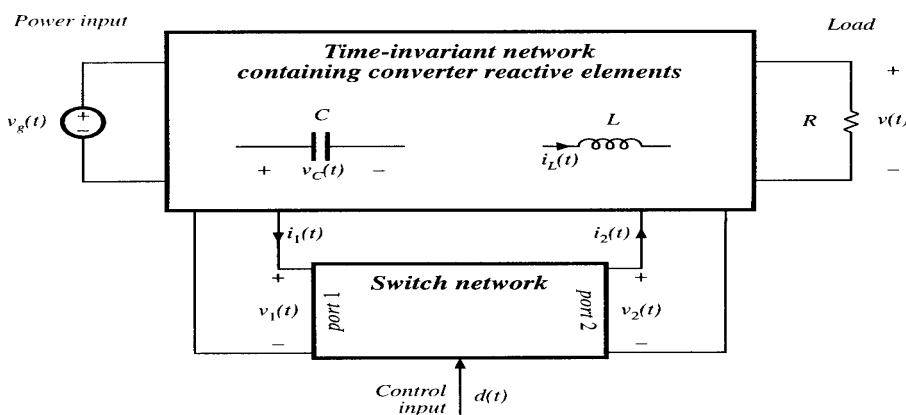 Power input
Load
Time-invariant network
containing converter reactive elements
C
L
+
–
v_g(t)
+
v_C(t)
–
i_L(t)
R
+
v(t)
–
i_1(t)
i_2(t)
Switch network
+
v_1(t)
–
port 1
port 2
+
v_2(t)
–
Control
input
d(t)